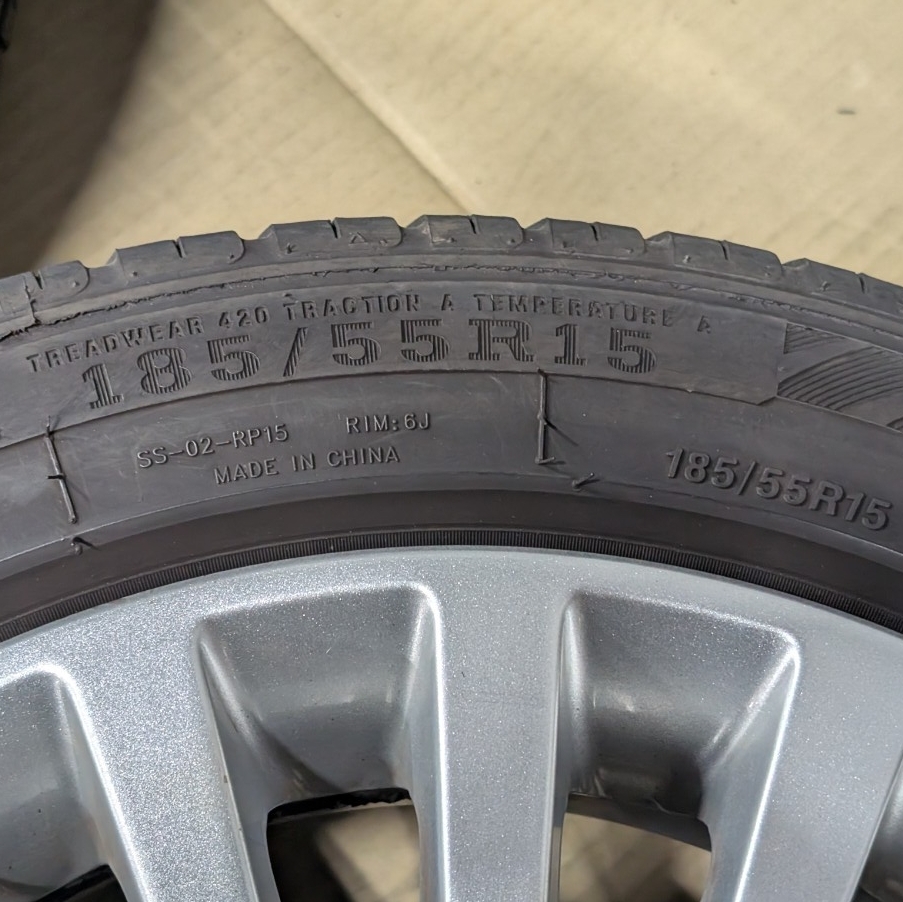 TREADWEAR 420 TRACTION A TEMPERATURE A
185/55R15
SS-02-RP15 RIM:6J
MADE IN CHINA
185/55R15